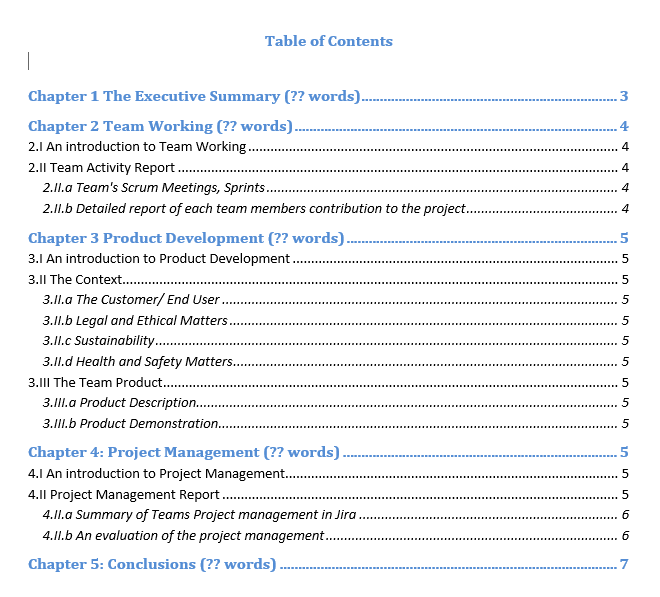 Table of Contents
Chapter 1 The Executive Summary (?? words)........................................ 3
Chapter 2 Team Working (?? words)........................................ 4
2.I An introduction to Team Working........................................ 4
2.II Team Activity Report........................................ 4
2.II.a Team's Scrum Meetings, Sprints........................................ 4
2.II.b Detailed report of each team members contribution to the project........................................ 4
Chapter 3 Product Development (?? words)........................................ 5
3.I An introduction to Product Development........................................ 5
3.II The Context........................................ 5
3.II.a The Customer/ End User........................................ 5
3.II.b Legal and Ethical Matters........................................ 5
3.II.c Sustainability........................................ 5
3.II.d Health and Safety Matters........................................ 5
3.III The Team Product........................................ 5
3.III.a Product Description........................................ 5
3.III.b Product Demonstration........................................ 5
Chapter 4: Project Management (?? words)........................................ 5
4.I An introduction to Project Management........................................ 5
4.II Project Management Report........................................ 5
4.II.a Summary of Teams Project management in Jira........................................ 6
4.II.b An evaluation of the project management........................................ 6
Chapter 5: Conclusions (?? words)........................................ 7